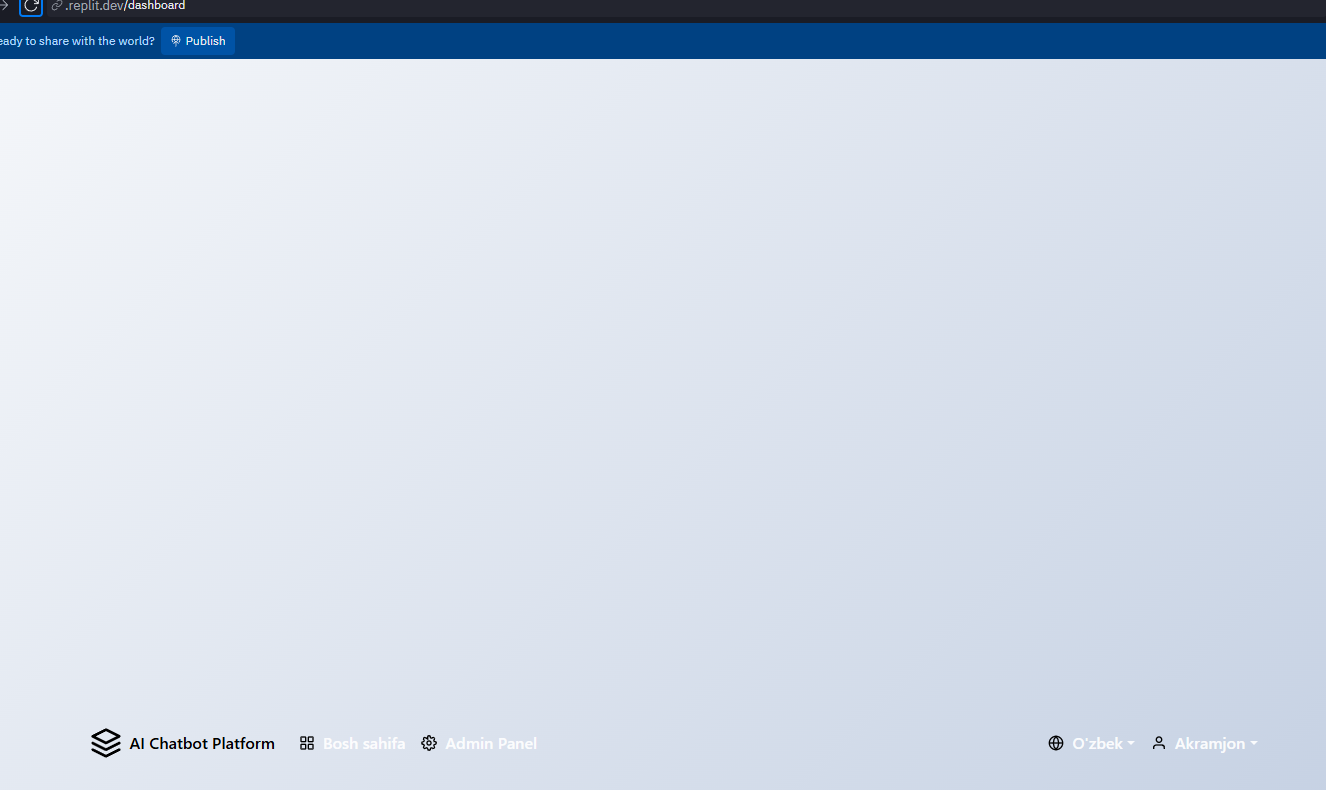 .replit.dev/dashboard
eady to share with the world? Publish
AI Chatbot Platform Bosh sahifa Admin Panel O'zbek Akramjon